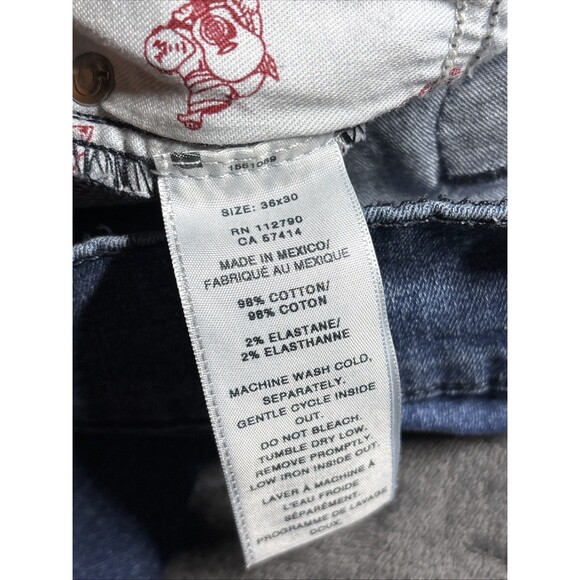 1561069
SIZE: 36x30
RN 112790
CA 57414
MADE IN MEXICO/
FABRIQUÉ AU MEXIQUE
98% COTTON/
98% COTON
2% ELASTANE/
2% ELASTHANNE
MACHINE WASH COLD,
SEPARATELY.
GENTLE CYCLE INSIDE
OUT.
DO NOT BLEACH.
TUMBLE DRY LOW.
REMOVE PROMPTLY.
LOW IRON INSIDE OUT.
LAVER À MACHINE À
L'EAU FROIDE
SÉPARÉMENT.
PROGRAMME DE LAVAGE
DOUX.